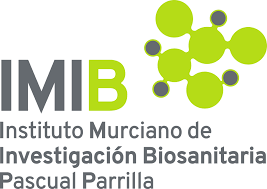 IMIB
Instituto Murciano de
Investigación Biosanitaria
Pascual Parrilla